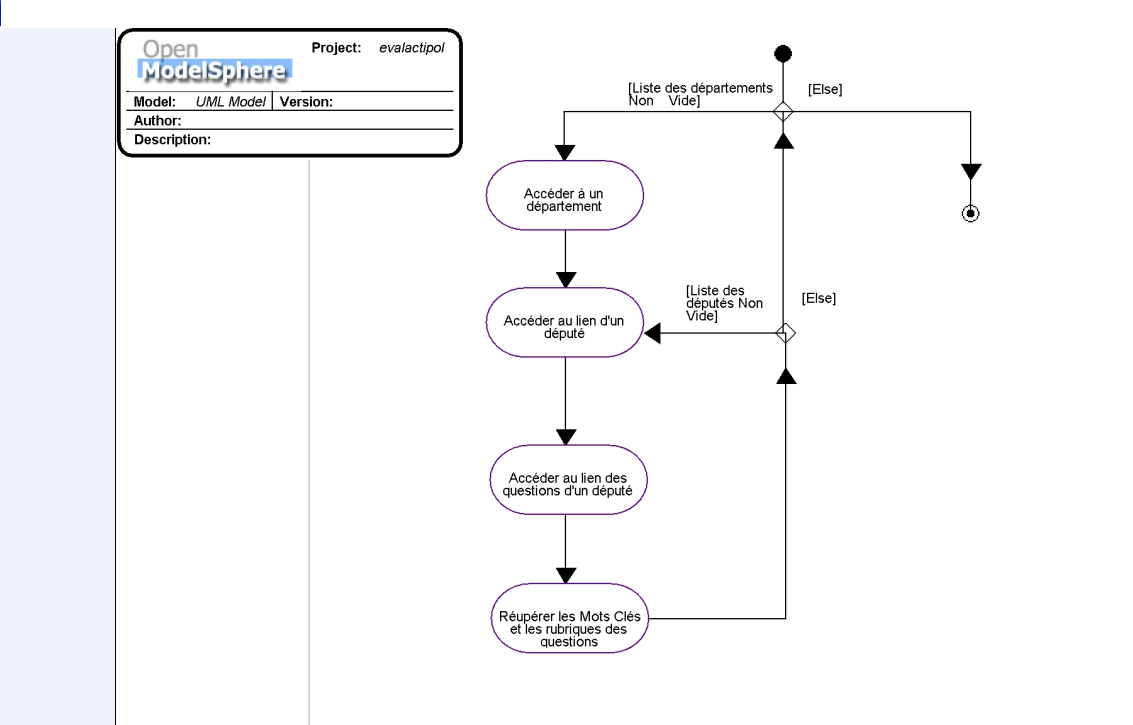 Open
ModelSphere
Project: evalactipol
Model: UML Model Version:
Author:
Description:
[Liste des départements
Non Vide]
[Else]
Accéder à un
département
[Liste des
députés Non
Vide]
[Else]
Accéder au lien d'un
député
Accéder au lien des
questions d'un député
Réupérer les Mots Clés
et les rubriques des
questions